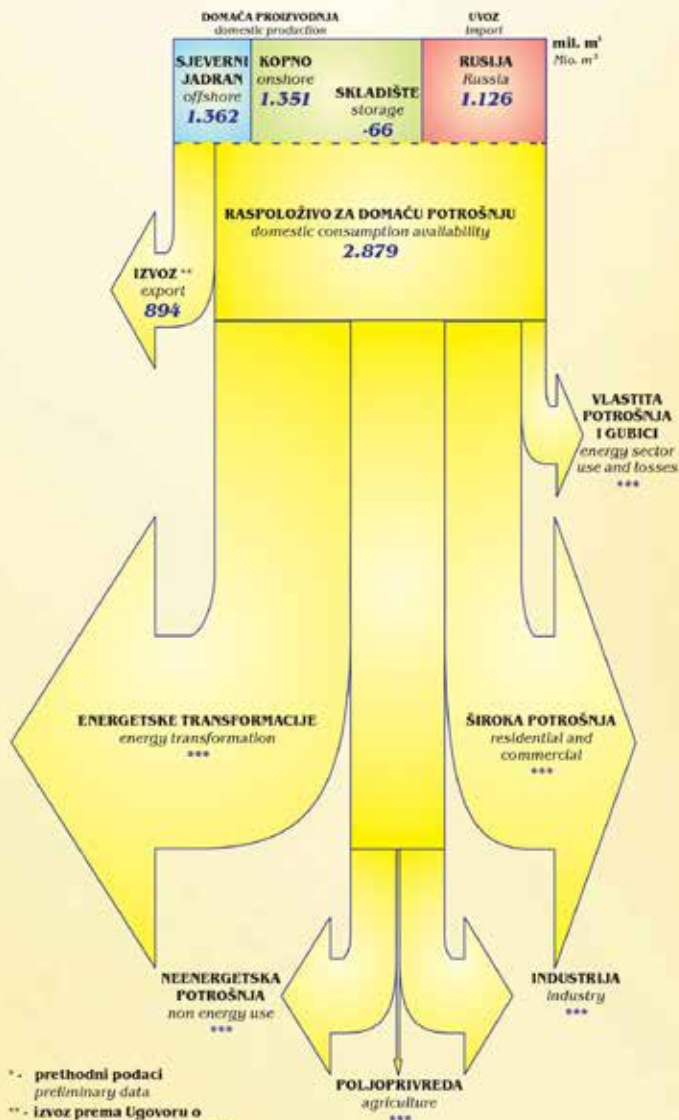 DOMAĆA PROIZVODNJA
domestic production
UVOZ
import
mil. m³
Mio. m³
SJEVERNI
JADRAN
offshore
1.362
KOPNO
onshore
1.351
SKLADIŠTE
storage
-66
RUSIJA
Russia
1.126
RASPOLOŽIVO ZA DOMAĆU POTROŠNJU
domestic consumption availability
2.879
IZVOZ **
export
894
VLASTITA
POTROŠNJA
I GUBICI
energy sector
use and losses
***
ENERGETSKE TRANSFORMACIJE
energy transformation
***
ŠIROKA POTROŠNJA
residential and
commercial
***
NEENERGETSKA
POTROŠNJA
non energy use
***
INDUSTRIJA
industry
***
POLJOPRIVREDA
agriculture
***
* - prethodni podaci
preliminary data
** - izvoz prema Ugovoru o